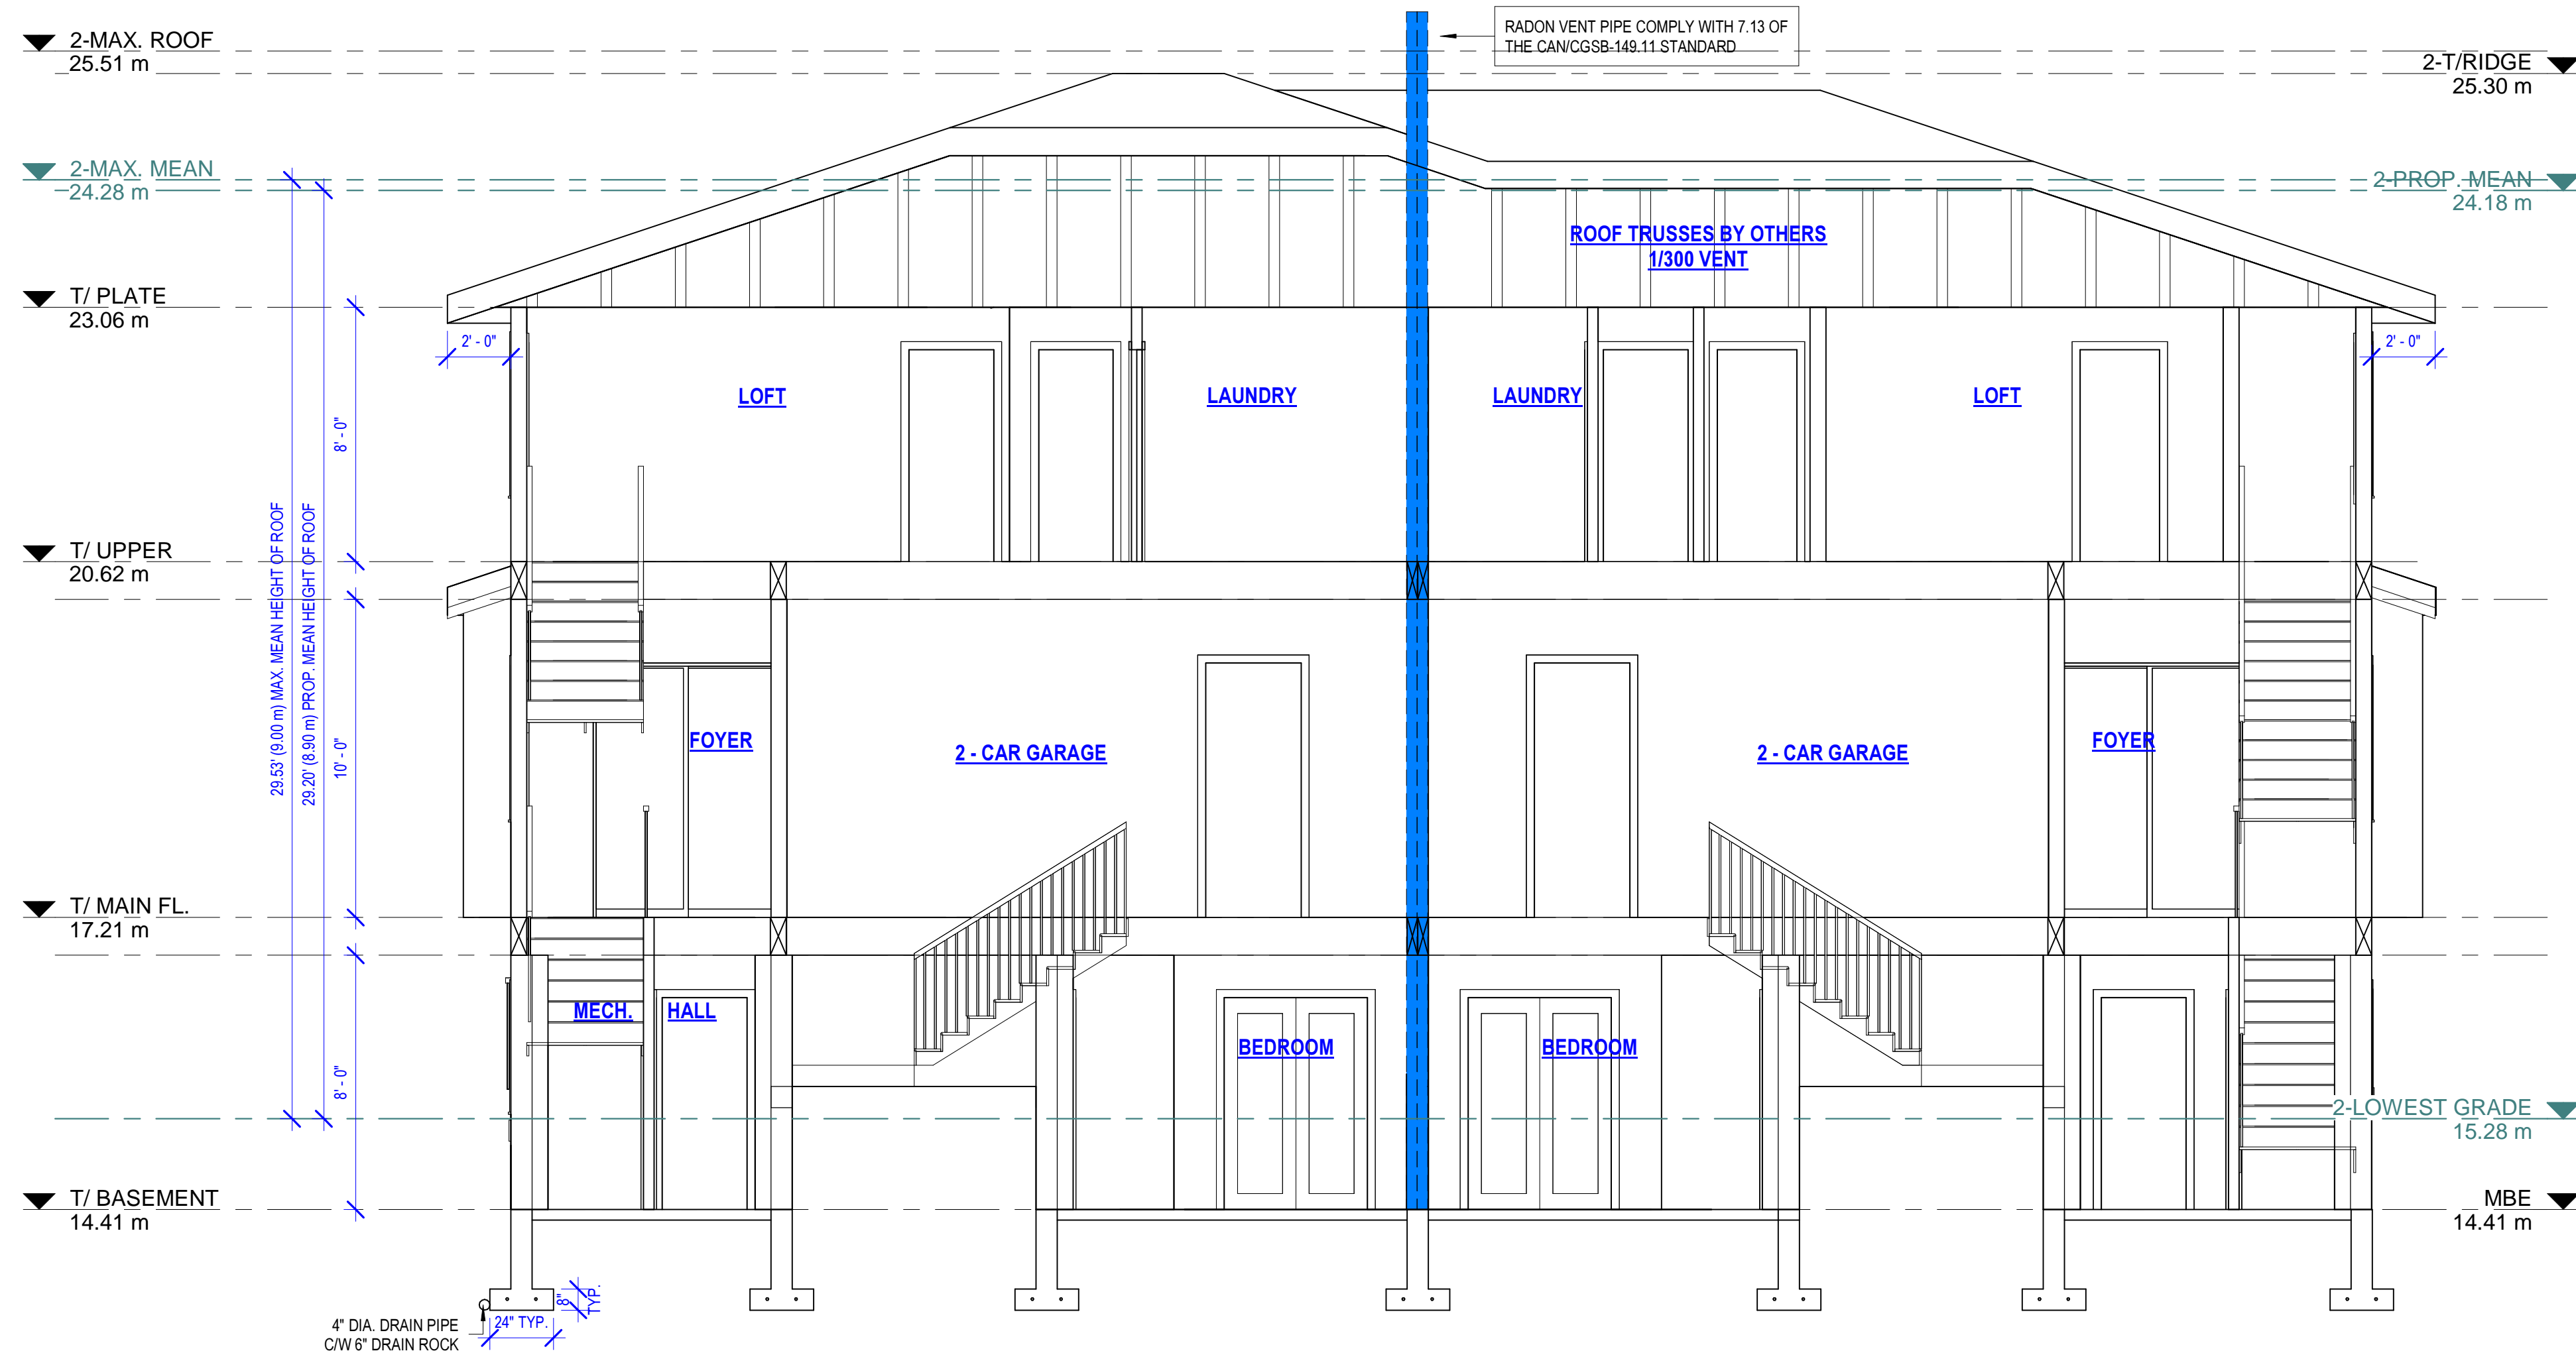 RADON VENT PIPE COMPLY WITH 7.13 OF
THE CAN/CGSB-149.11 STANDARD
2-MAX. ROOF
25.51 m
2-T/RIDGE
25.30 m
2-MAX. MEAN
24.28 m
2-PROP. MEAN
24.18 m
ROOF TRUSSES BY OTHERS
1/300 VENT
T/ PLATE
23.06 m
2' - 0"
2' - 0"
LOFT
LAUNDRY
LAUNDRY
LOFT
8' - 0"
T/ UPPER
20.62 m
29.53' (9.00 m) MAX. MEAN HEIGHT OF ROOF
29.20' (8.90 m) PROP. MEAN HEIGHT OF ROOF
10' - 0"
FOYER
2 - CAR GARAGE
2 - CAR GARAGE
FOYER
T/ MAIN FL.
17.21 m
MECH.
HALL
BEDROOM
BEDROOM
8' - 0"
2-LOWEST GRADE
15.28 m
T/ BASEMENT
14.41 m
MBE
14.41 m
8"
TYP.
24" TYP.
4" DIA. DRAIN PIPE
C/W 6" DRAIN ROCK